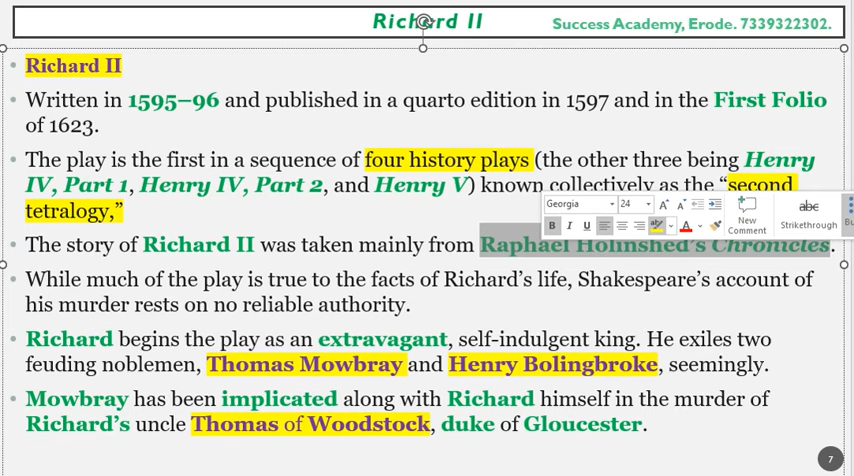 Richard II
Success Academy, Erode. 7339322302.
Richard II
Written in 1595–96 and published in a quarto edition in 1597 and in the First Folio
of 1623.
The play is the first in a sequence of four history plays (the other three being Henry
IV, Part 1, Henry IV, Part 2, and Henry V) known collectively as the “second
tetralogy,”
Georgia 24
New
Comment
abc
Strikethrough
B I U
The story of Richard II was taken mainly from Raphael Holinshed’s Chronicles.
While much of the play is true to the facts of Richard’s life, Shakespeare’s account of
his murder rests on no reliable authority.
Richard begins the play as an extravagant, self-indulgent king. He exiles two
feuding noblemen, Thomas Mowbray and Henry Bolingbroke, seemingly.
Mowbray has been implicated along with Richard himself in the murder of
Richard’s uncle Thomas of Woodstock, duke of Gloucester.
7